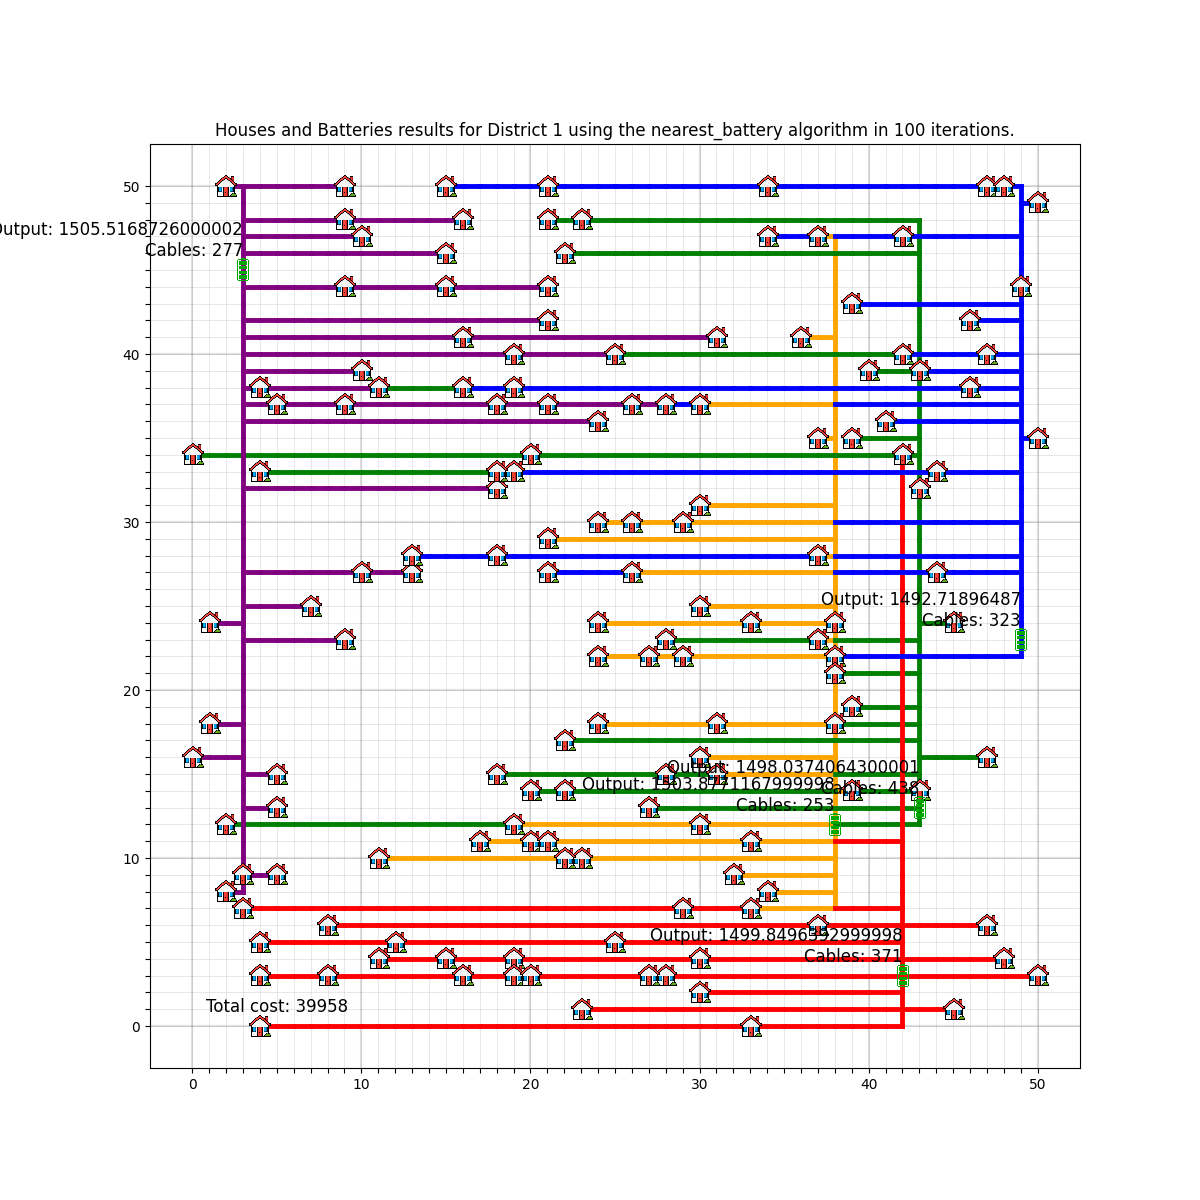 Houses and Batteries results for District 1 using the nearest_battery algorithm in 100 iterations.
50
Output: 1505.5168726000002
Cables: 277
40
30
Output: 1492.71896487
Cables: 323
20
Output: 1498.0374064300001
Cables: 438
Output: 1503.8771167999998
Cables: 253
10
Output: 1499.8496392999998
Cables: 371
Total cost: 39958
0
0 10 20 30 40 50